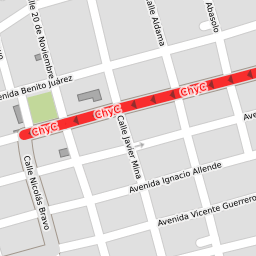 Calle 20 de Noviembre
Calle Aldama
Abasolo
Avenida Benito Juárez
ChyC
ChyC
ChyC
Calle Javier Mina
Calle Nicolás Bravo
Avenida Ignacio Allende
Avenida Vicente Guerrero